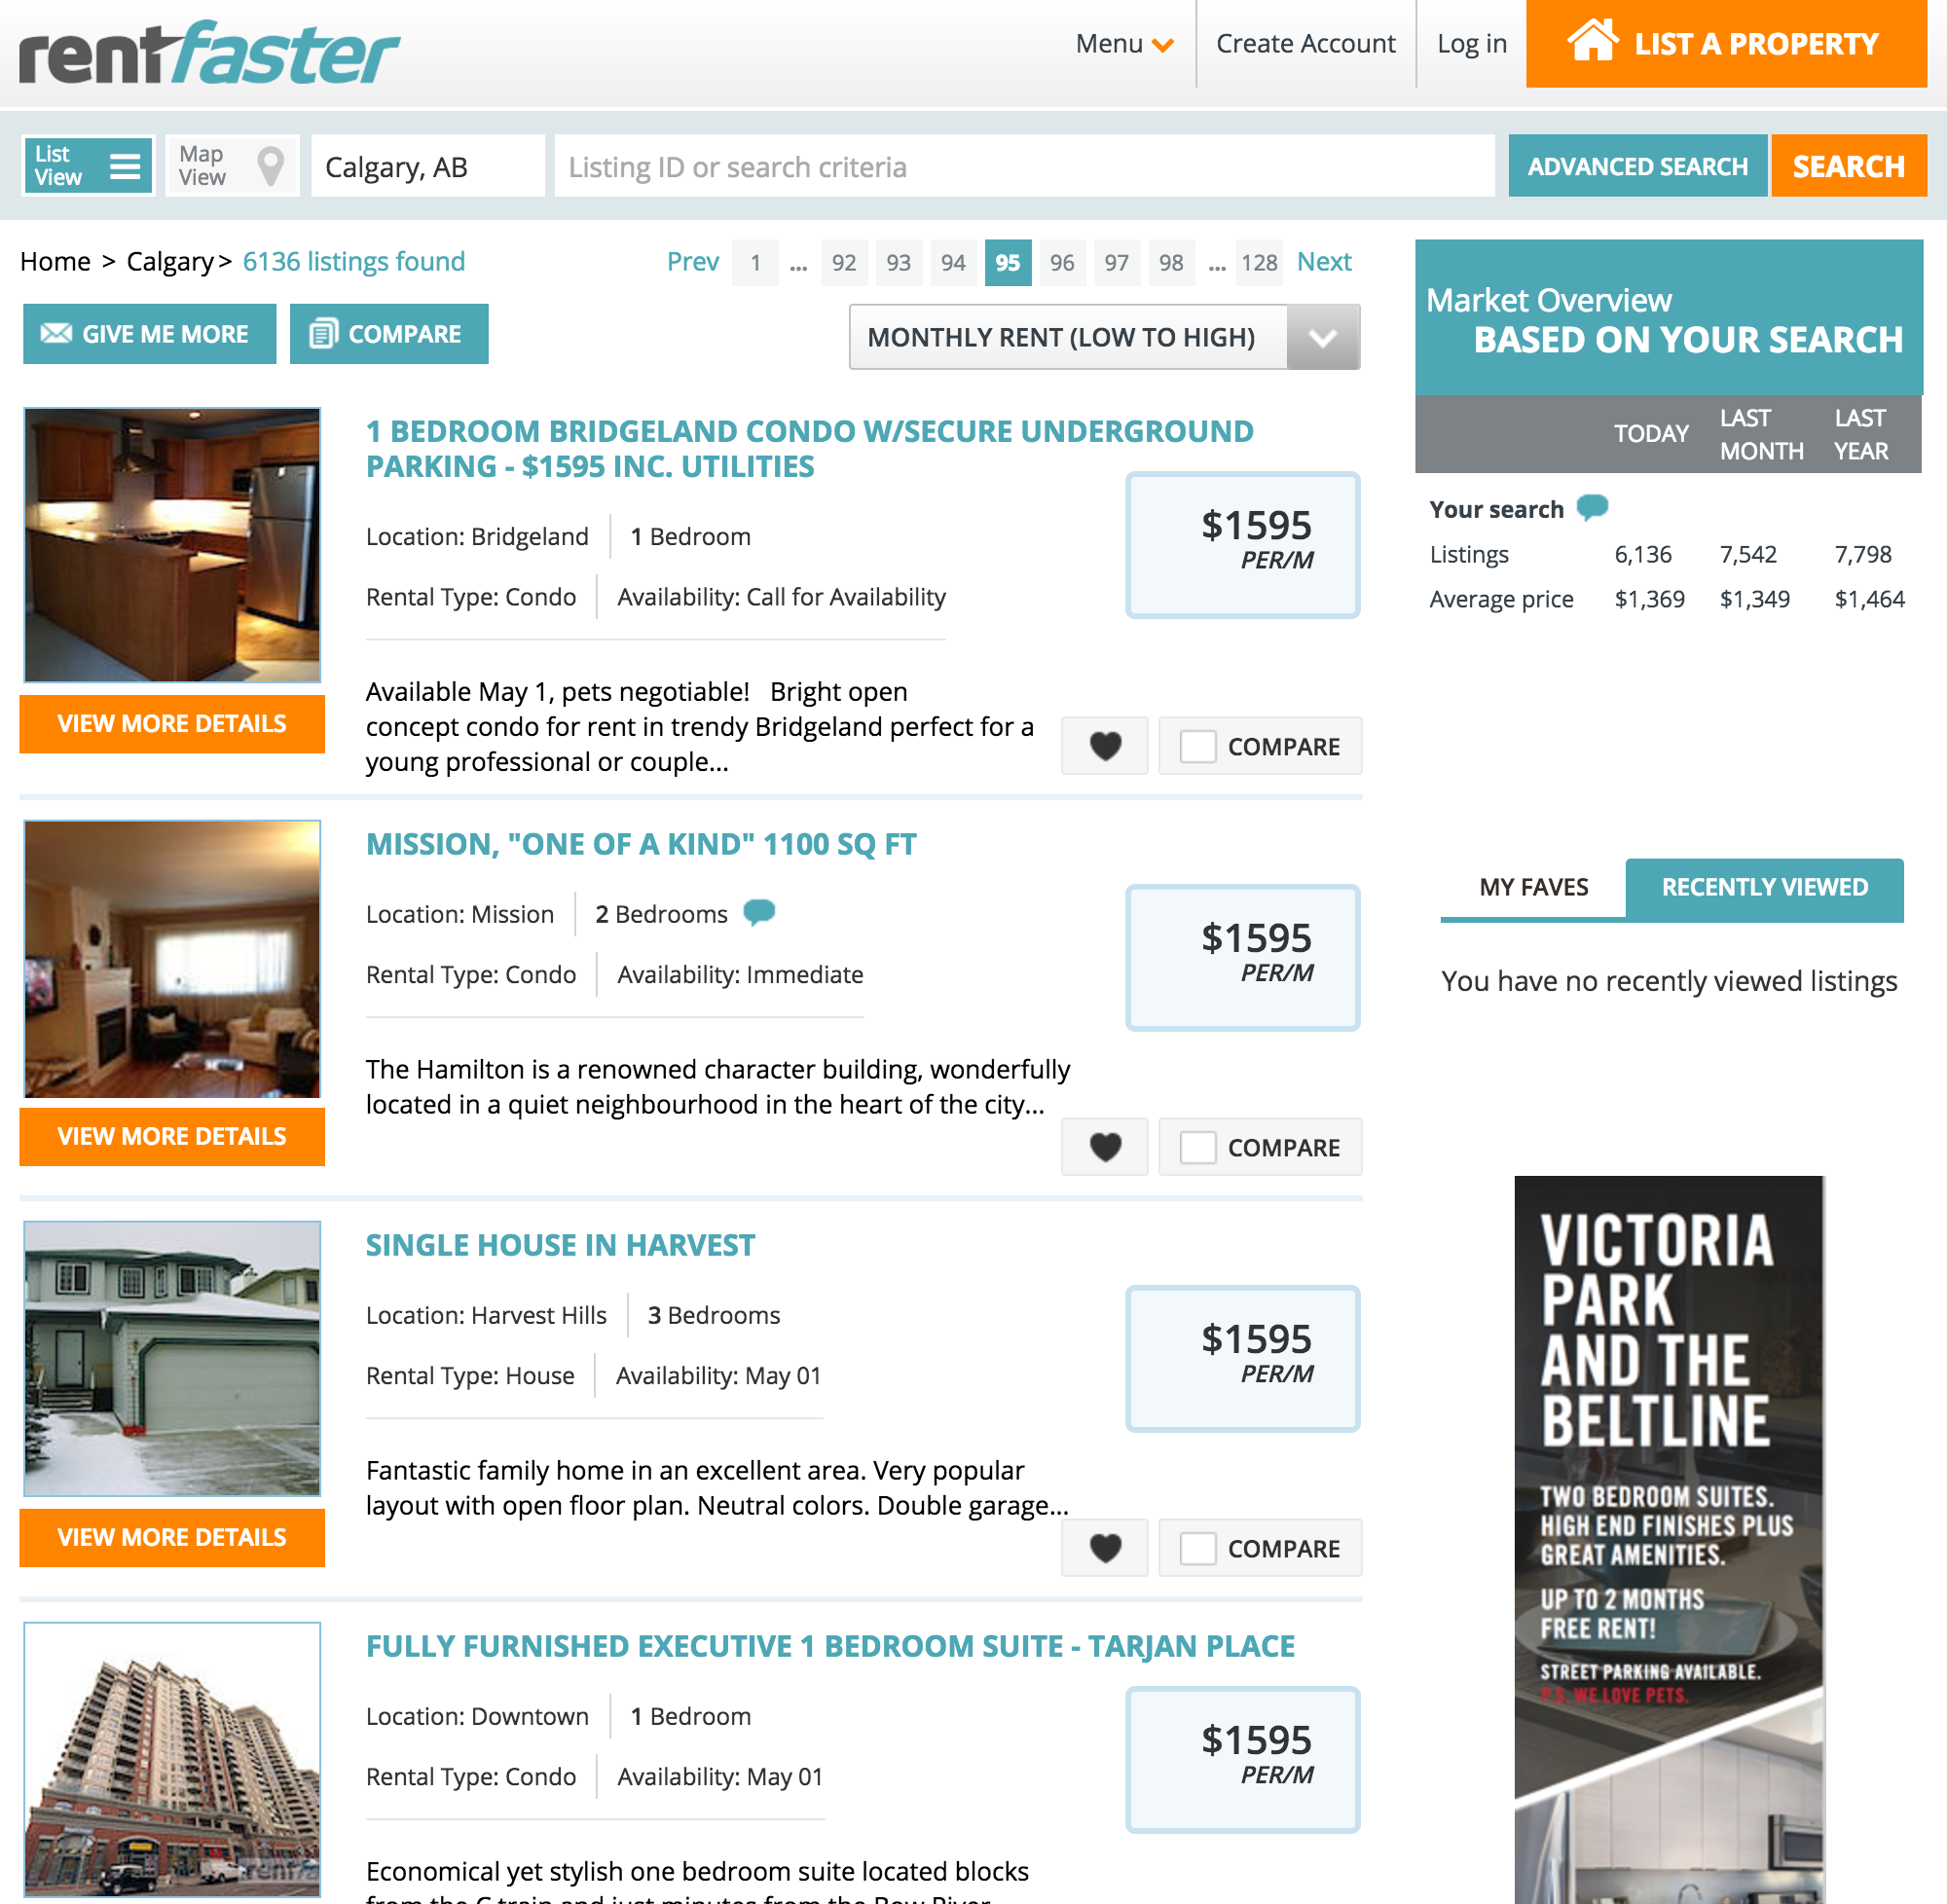 rentfaster
Menu
Create Account
Log in
LIST A PROPERTY
List
View
Map
View
Calgary, AB
Listing ID or search criteria
ADVANCED SEARCH
SEARCH
Home > Calgary > 6136 listings found
Prev 1 ... 92 93 94 95 96 97 98 ... 128 Next
GIVE ME MORE
COMPARE
MONTHLY RENT (LOW TO HIGH)
1 BEDROOM BRIDGELAND CONDO W/SECURE UNDERGROUND
PARKING - $1595 INC. UTILITIES
Location: Bridgeland
1 Bedroom
Rental Type: Condo
Availability: Call for Availability
$1595
PER/M
Available May 1, pets negotiable! Bright open
concept condo for rent in trendy Bridgeland perfect for a
young professional or couple...
VIEW MORE DETAILS
COMPARE
MISSION, "ONE OF A KIND" 1100 SQ FT
Location: Mission
2 Bedrooms
Rental Type: Condo
Availability: Immediate
$1595
PER/M
The Hamilton is a renowned character building, wonderfully
located in a quiet neighbourhood in the heart of the city...
VIEW MORE DETAILS
COMPARE
SINGLE HOUSE IN HARVEST
Location: Harvest Hills
3 Bedrooms
Rental Type: House
Availability: May 01
$1595
PER/M
Fantastic family home in an excellent area. Very popular
layout with open floor plan. Neutral colors. Double garage...
VIEW MORE DETAILS
COMPARE
FULLY FURNISHED EXECUTIVE 1 BEDROOM SUITE - TARJAN PLACE
Location: Downtown
1 Bedroom
Rental Type: Condo
Availability: May 01
$1595
PER/M
Economical yet stylish one bedroom suite located blocks
from the C train and just minutes from the Bow River
Market Overview
BASED ON YOUR SEARCH
TODAY
LAST
MONTH
LAST
YEAR
Your search
Listings 6,136 7,542 7,798
Average price $1,369 $1,349 $1,464
MY FAVES
RECENTLY VIEWED
You have no recently viewed listings
VICTORIA
PARK
AND THE
BELTLINE
TWO BEDROOM SUITES.
HIGH END FINISHES PLUS
GREAT AMENITIES.
UP TO 2 MONTHS
FREE RENT!
STREET PARKING AVAILABLE.
P.S. WE LOVE PETS.